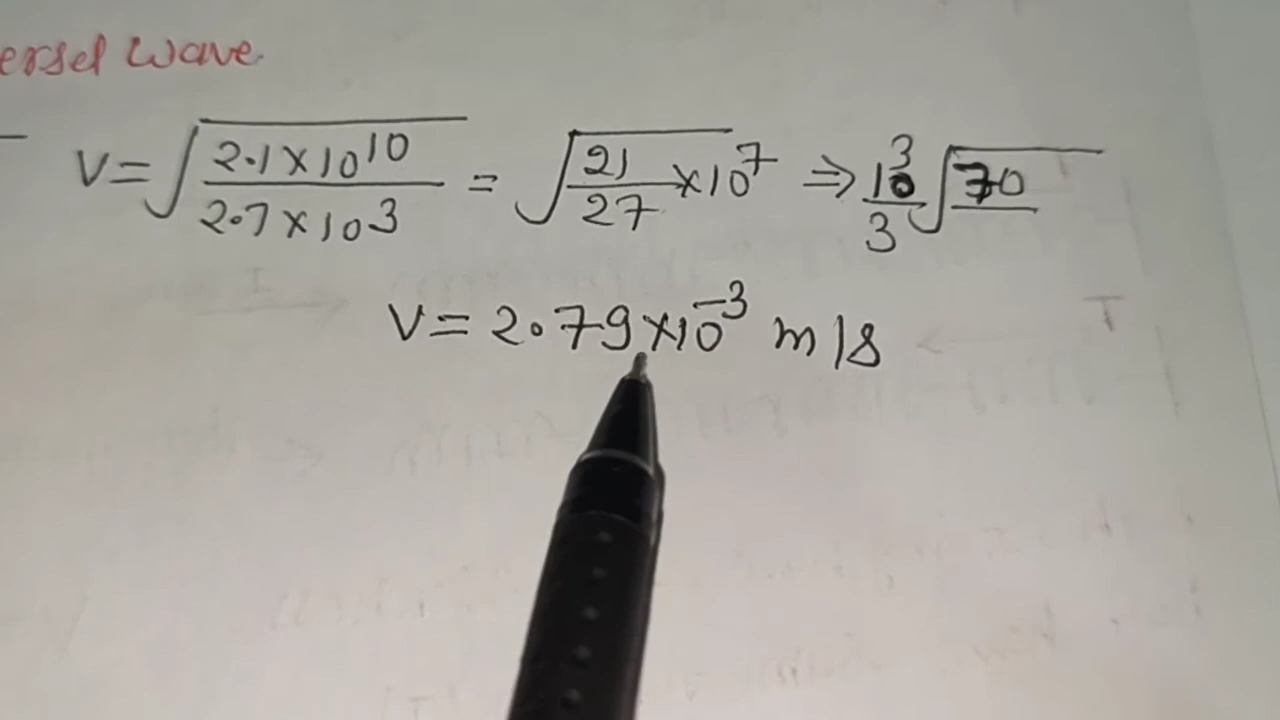 ersel wave
V = √(2.1 × 10^10 / 2.7 × 10^3) = √(21/27 × 10^7) ⇒ 10^3/3 √70
V = 2.79 × 10^-3 m/s